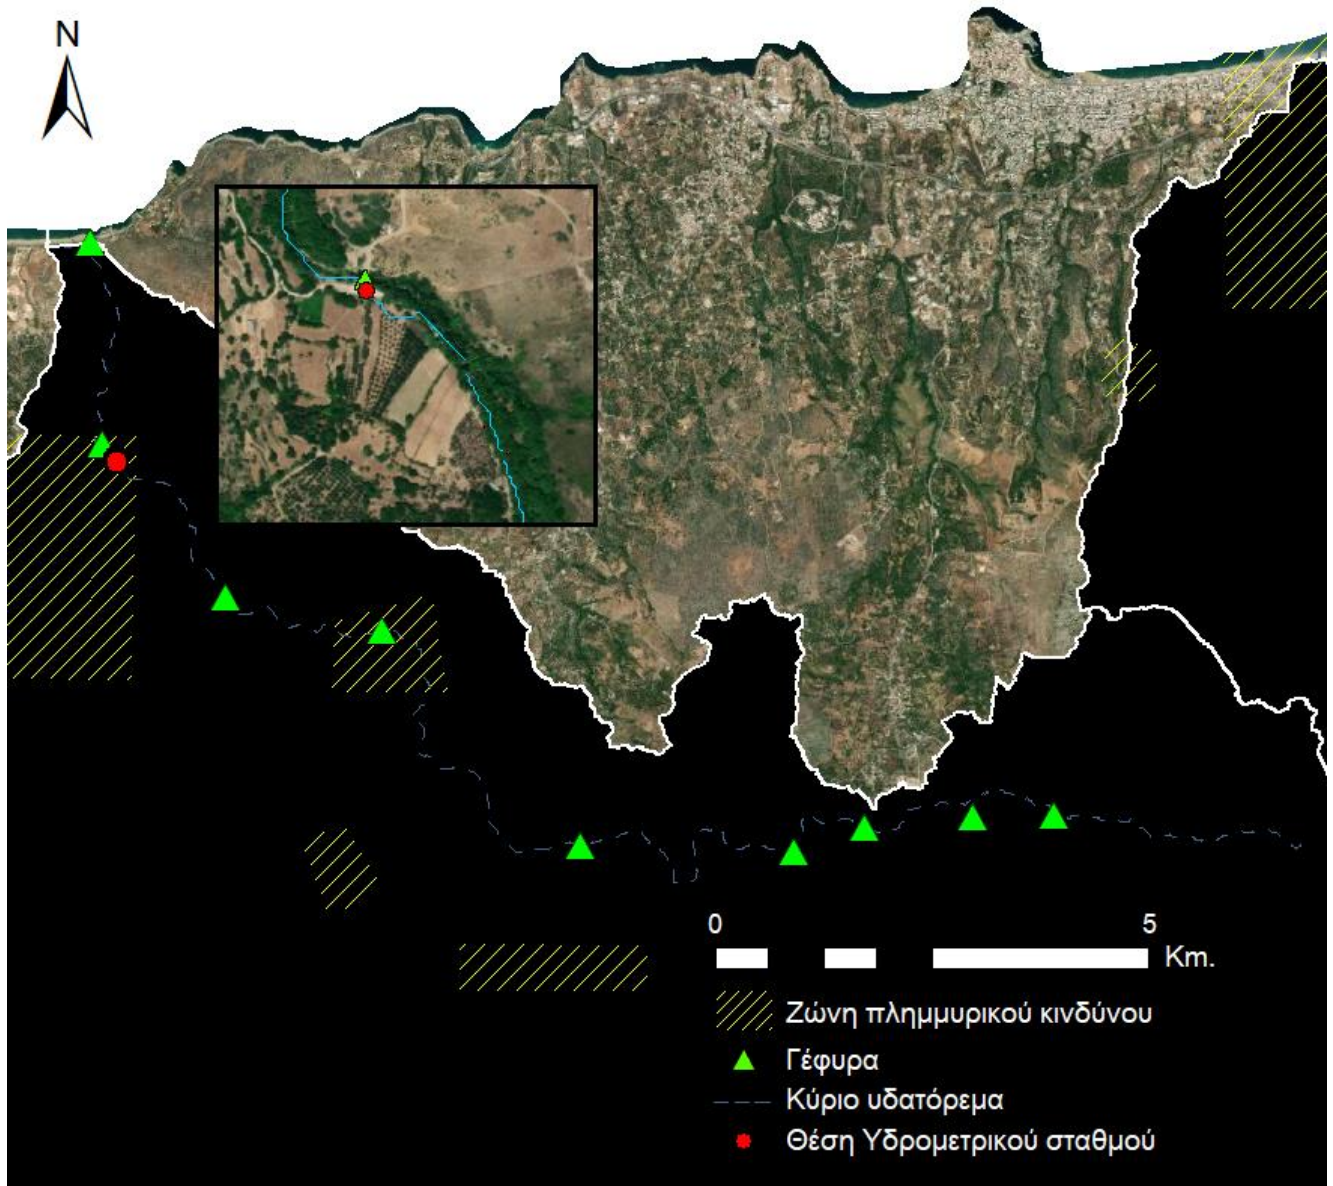 N
0 5
Km.
Ζώνη πλημμυρικού κινδύνου
Γέφυρα
Κύριο υδατόρεμα
Θέση Υδρομετρικού σταθμού